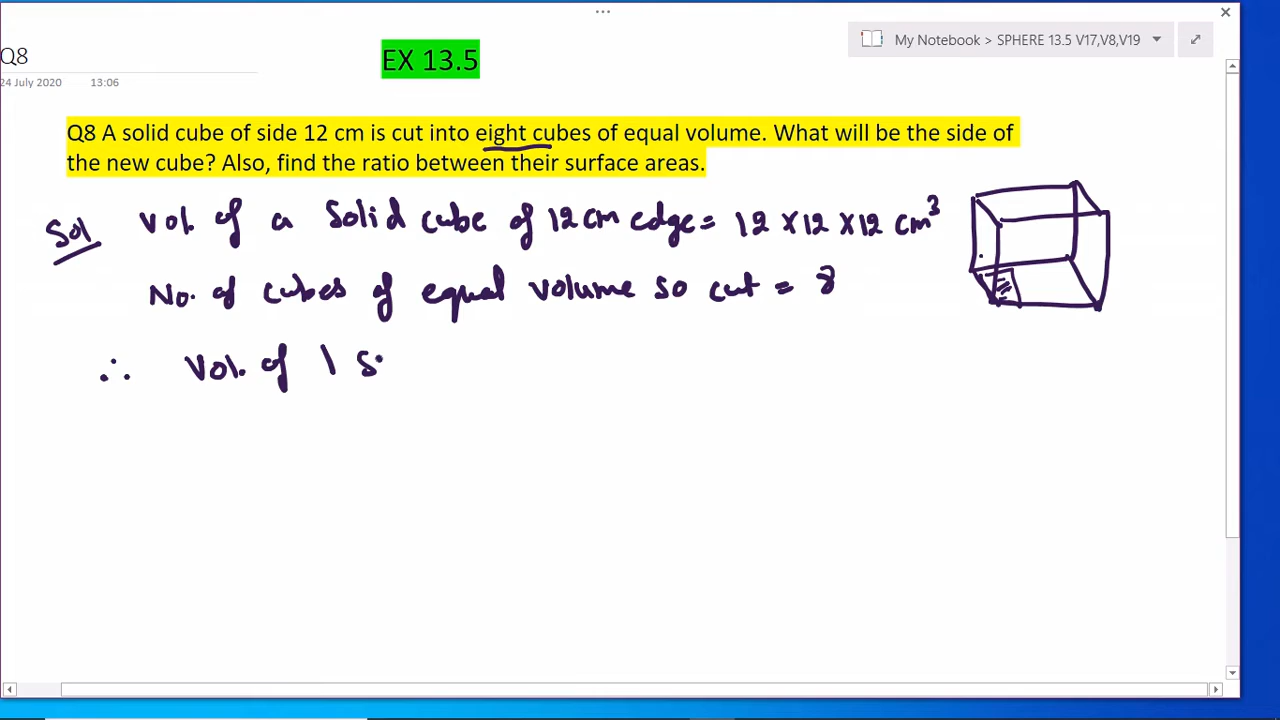 ...
My Notebook > SPHERE 13.5 V17,V8,V19
Q8
EX 13.5
24 July 2020 13:06
Q8 A solid cube of side 12 cm is cut into eight cubes of equal volume. What will be the side of
the new cube? Also, find the ratio between their surface areas.
Sol Vol. of a Solid cube of 12 cm edge = 12 X 12 X 12 cm³
No. of cubes of equal volume so cut = 8
∴ Vol. of 1 s